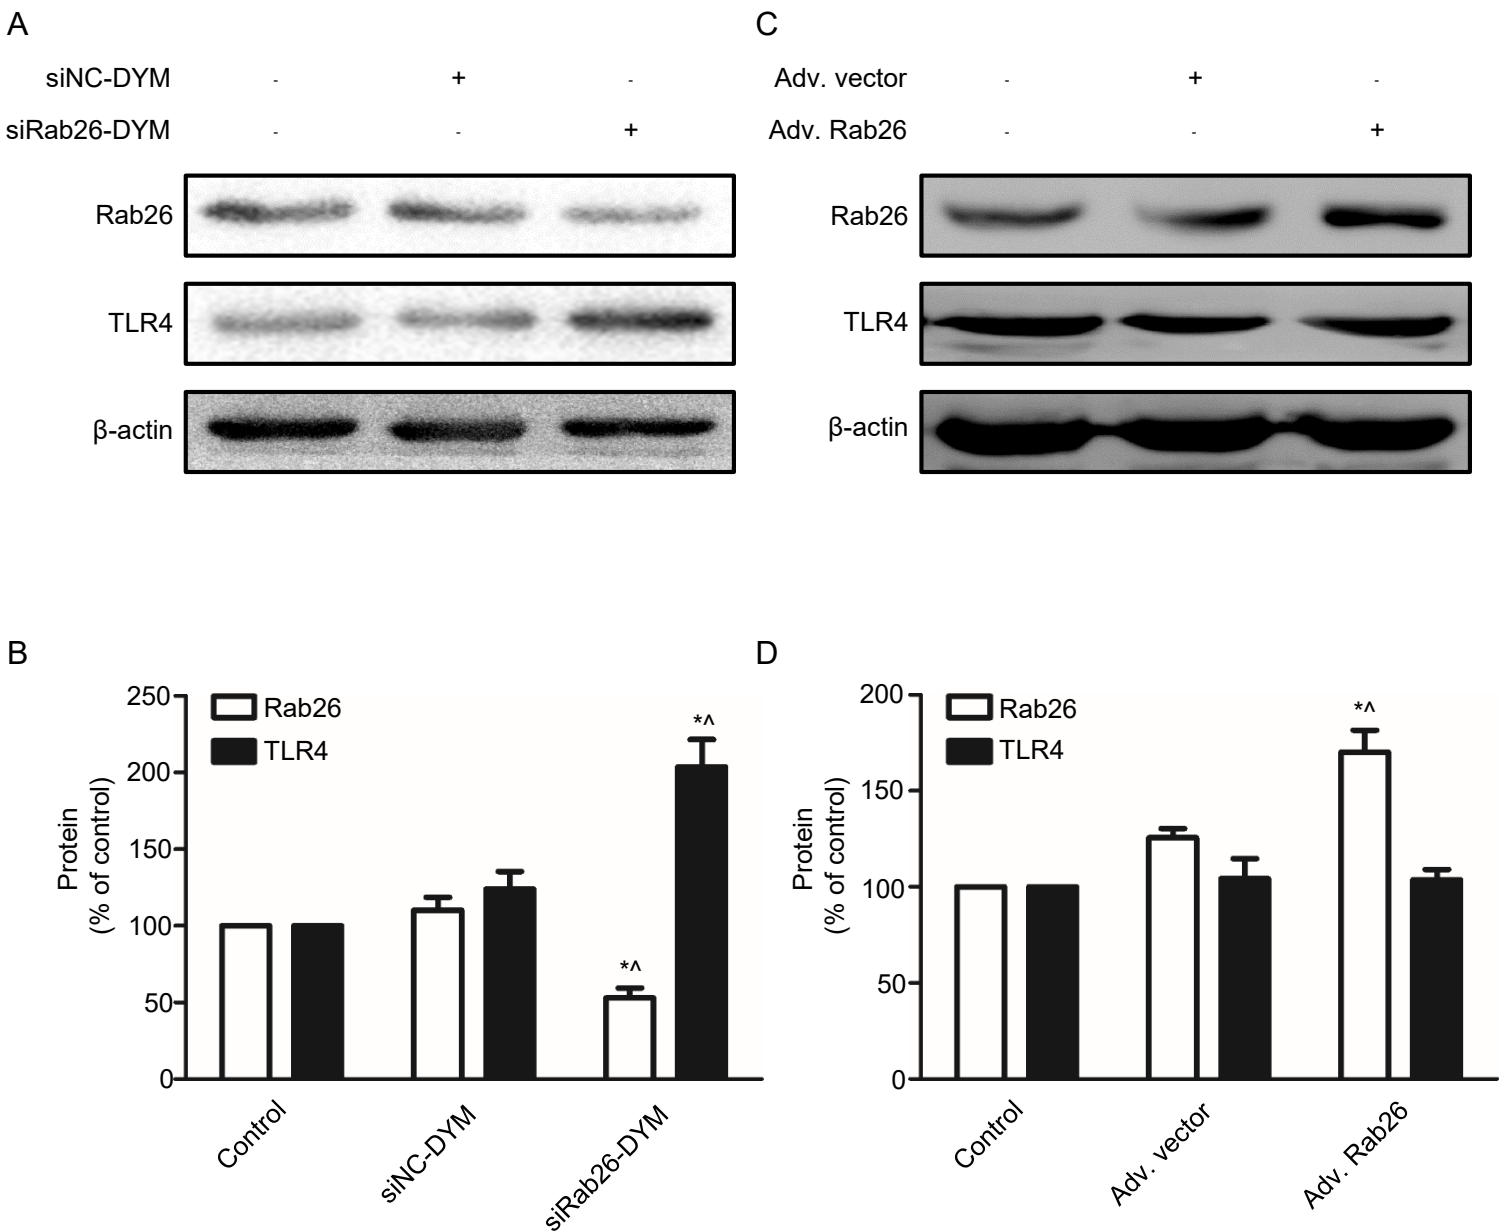 A
siNC-DYM - + -
siRab26-DYM - - +
Rab26
TLR4
β-actin
C
Adv. vector - + -
Adv. Rab26 - - +
Rab26
TLR4
β-actin
B
Protein
(% of control)
250
200
150
100
50
0
Rab26
TLR4
*^
*^
Control
siNC-DYM
siRab26-DYM
D
Protein
(% of control)
200
150
100
50
0
Rab26
TLR4
*^
Control
Adv. vector
Adv. Rab26